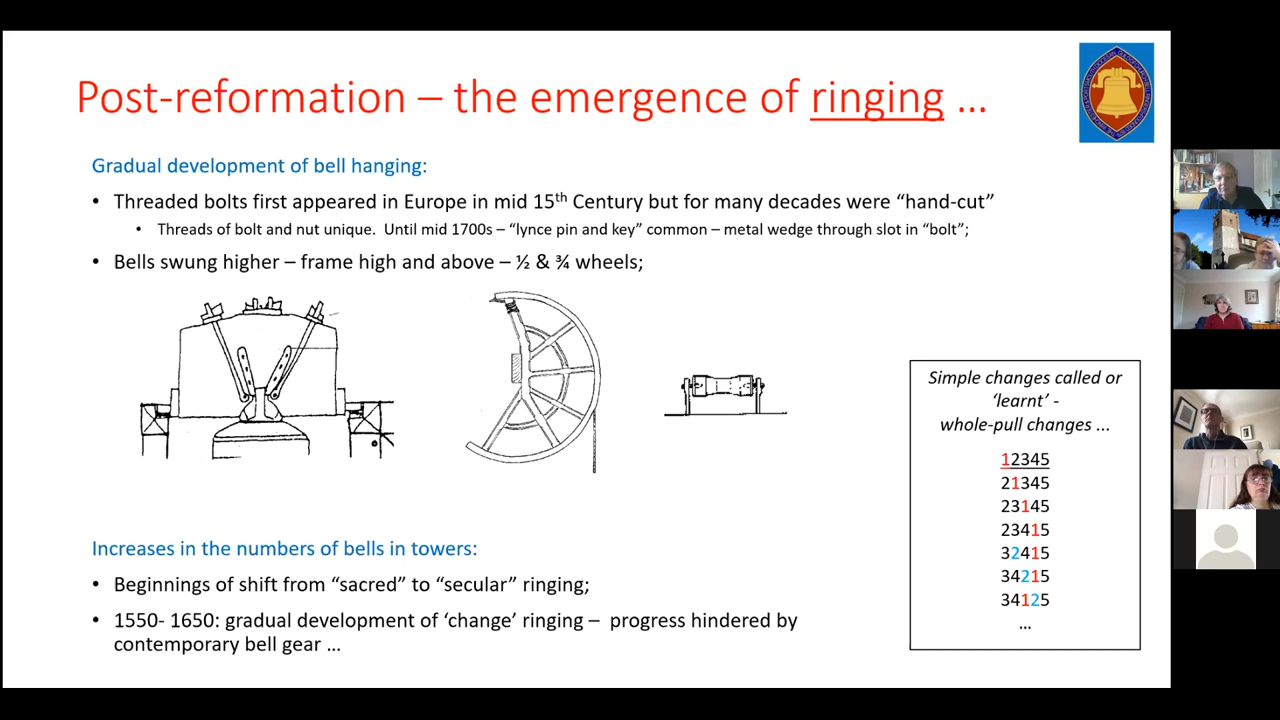 Post-reformation – the emergence of ringing ...
Gradual development of bell hanging:
• Threaded bolts first appeared in Europe in mid 15th Century but for many decades were “hand-cut”
• Threads of bolt and nut unique. Until mid 1700s – “lynce pin and key” common – metal wedge through slot in “bolt”;
• Bells swung higher – frame high and above – ½ & ¾ wheels;
Simple changes called or
‘learnt’ -
whole-pull changes ...
12345
21345
23145
23415
32415
34215
34125
...
Increases in the numbers of bells in towers:
• Beginnings of shift from “sacred” to “secular” ringing;
• 1550- 1650: gradual development of ‘change’ ringing – progress hindered by
contemporary bell gear ...